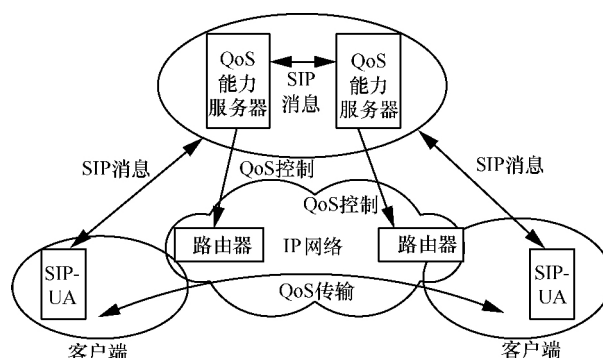 QoS
能力
服务器
SIP
消息
QoS
能力
服务器
SIP消息
SIP消息
QoS控制
QoS控制
路由器
IP网络
路由器
SIP-
UA
SIP-
UA
QoS传输
客户端
客户端